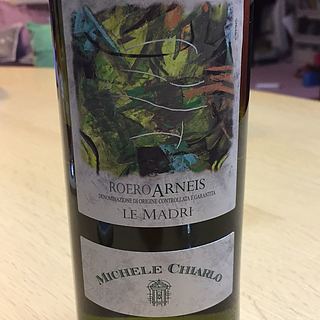 ROERO ARNEIS
DENOMINAZIONE DI ORIGINE CONTROLLATA E GARANTITA
LE MADRI
MICHELE CHIARLO